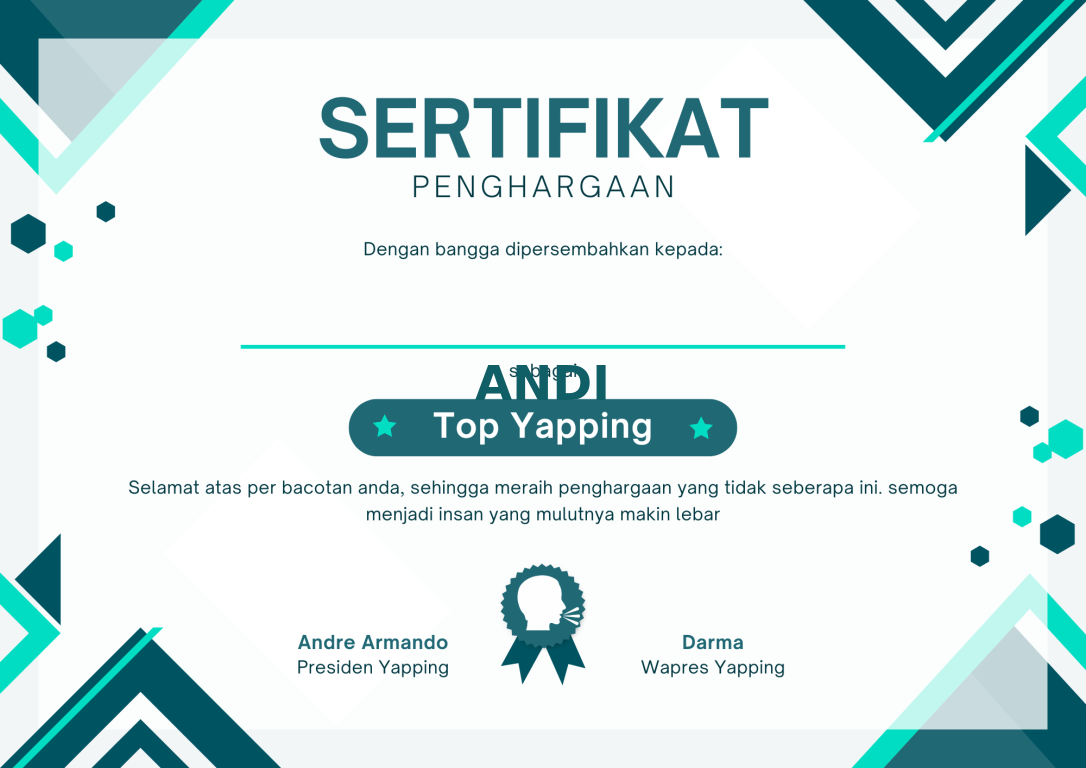 SERTIFIKAT
PENGHARGAAN
Dengan bangga dipersembahkan kepada:
sebagai
ANDI
Top Yapping
Selamat atas per bacotan anda, sehingga meraih penghargaan yang tidak seberapa ini. semoga
menjadi insan yang mulutnya makin lebar
Andre Armando
Presiden Yapping
Darma
Wapres Yapping